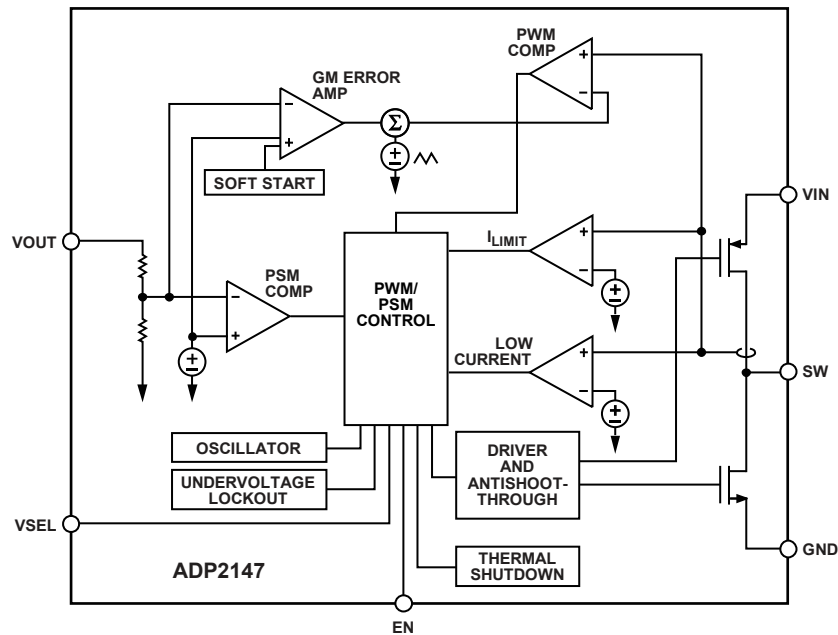 PWM
COMP
+
−
GM ERROR
AMP
−
+
Σ
+
−
SOFT START
VIN
VOUT
ILIMIT
+
−
+
−
PSM
COMP
−
+
+
−
PWM/
PSM
CONTROL
LOW
CURRENT
+
−
+
−
SW
OSCILLATOR
UNDERVOLTAGE
LOCKOUT
DRIVER
AND
ANTISHOOT-
THROUGH
VSEL
ADP2147
THERMAL
SHUTDOWN
GND
EN